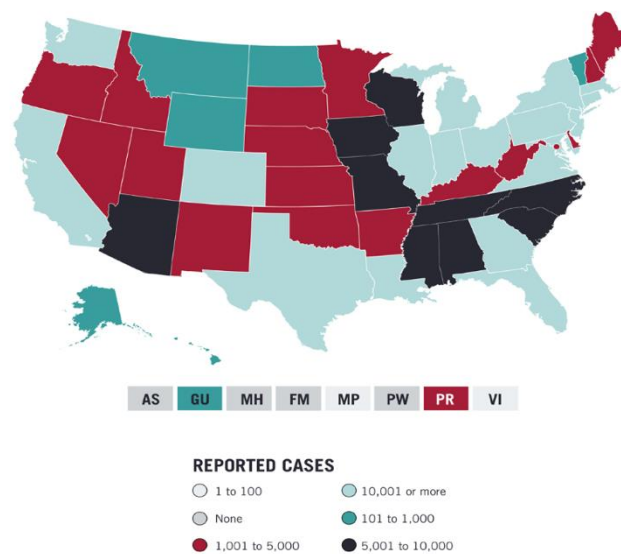 AS GU MH FM MP PW PR VI
REPORTED CASES
1 to 100
10,001 or more
None
101 to 1,000
1,001 to 5,000
5,001 to 10,000